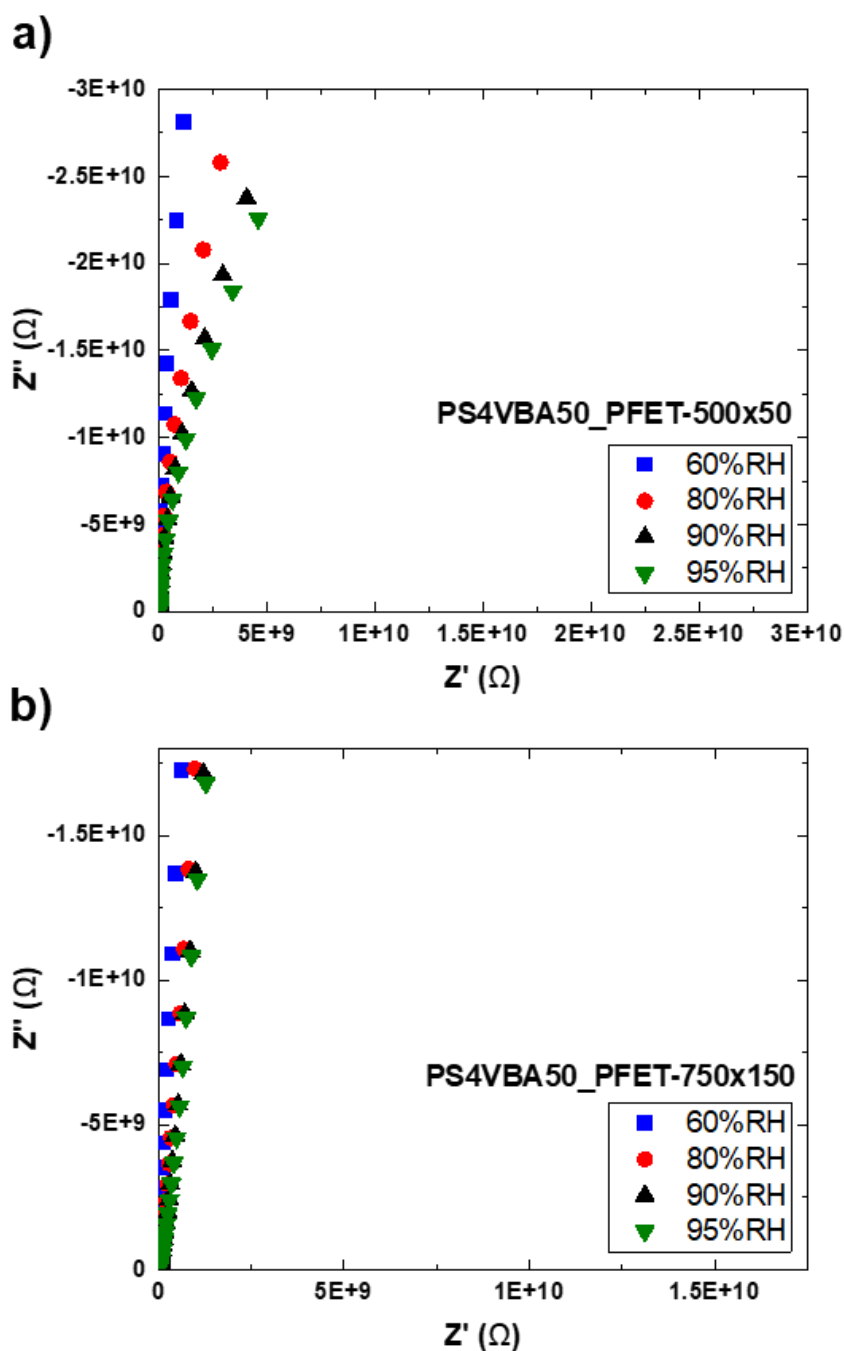 a)
-3E+10
-2.5E+10
-2E+10
-1.5E+10
-1E+10
-5E+9
0
Z'' (Ω)
PS4VBA50_PFET-500x50
60%RH
80%RH
90%RH
95%RH
0 5E+9 1E+10 1.5E+10 2E+10 2.5E+10 3E+10
Z' (Ω)
b)
-1.5E+10
-1E+10
-5E+9
0
Z'' (Ω)
PS4VBA50_PFET-750x150
60%RH
80%RH
90%RH
95%RH
0 5E+9 1E+10 1.5E+10
Z' (Ω)